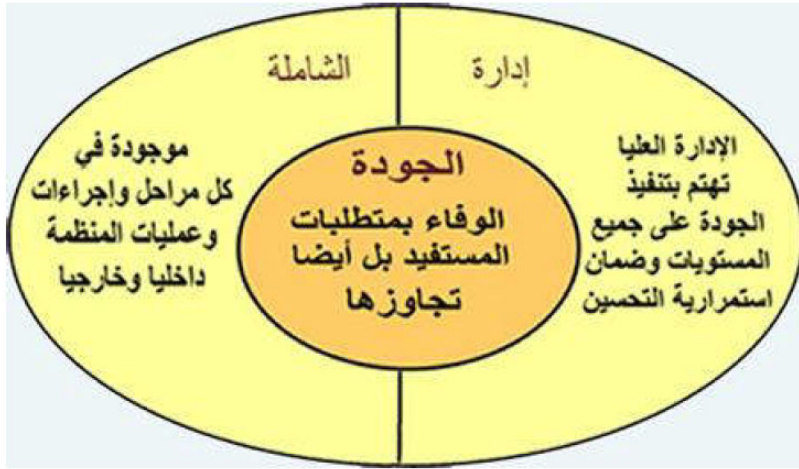 إدارة
الإدارة العليا
تهتم بتنفيذ
الجودة على جميع
المستويات وضمان
استمرارية التحسين
الجودة
الوفاء بمتطلبات
المستفيد بل أيضا
تجاوزها
الشاملة
موجودة في
كل مراحل وإجراءات
وعمليات المنظمة
داخليا وخارجيا